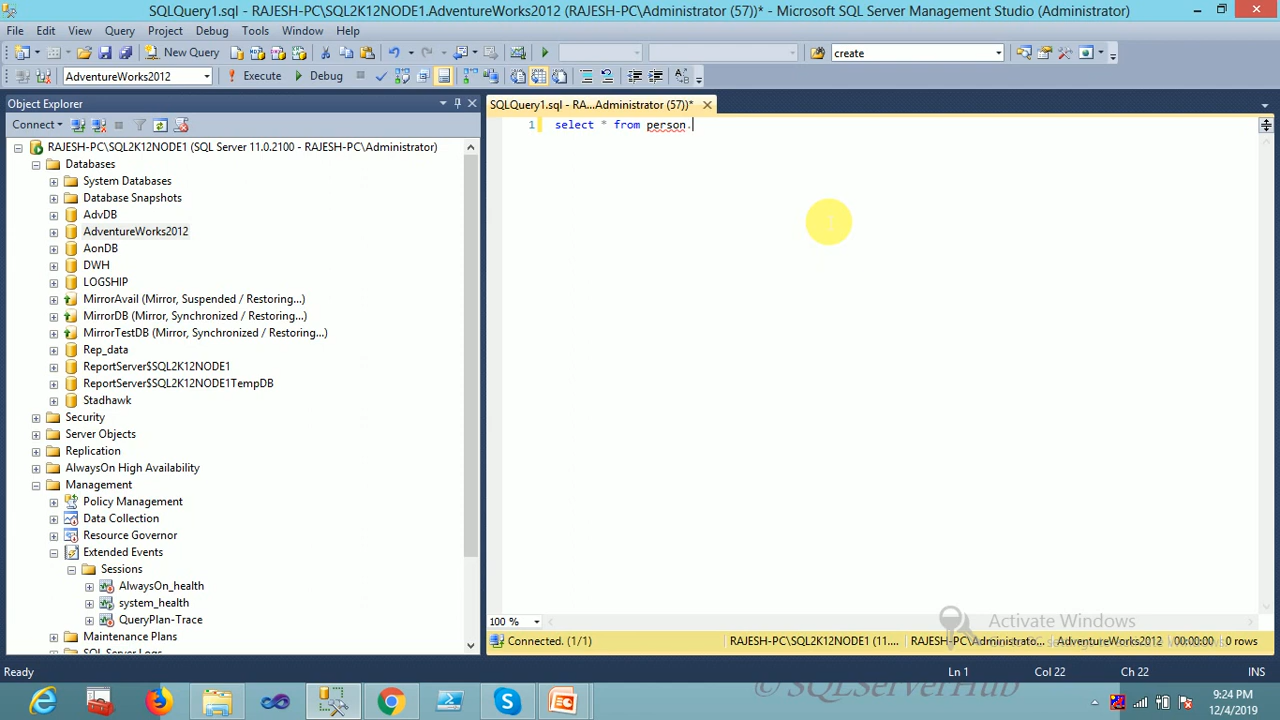 SQLQuery1.sql - RAJESH-PC\SQL2K12NODE1.AdventureWorks2012 (RAJESH-PC\Administrator (57))* - Microsoft SQL Server Management Studio (Administrator)
File Edit View Query Project Debug Tools Window Help
New Query create
AdventureWorks2012 Execute Debug
Object Explorer
SQLQuery1.sql - RA...Administrator (57))*
Connect
1 select * from person.
RAJESH-PC\SQL2K12NODE1 (SQL Server 11.0.2100 - RAJESH-PC\Administrator)
Databases
System Databases
Database Snapshots
AdvDB
AdventureWorks2012
AonDB
DWH
LOGSHIP
MirrorAvail (Mirror, Suspended / Restoring...)
MirrorDB (Mirror, Synchronized / Restoring...)
MirrorTestDB (Mirror, Synchronized / Restoring...)
Rep_data
ReportServer$SQL2K12NODE1
ReportServer$SQL2K12NODE1TempDB
Stadhawk
Security
Server Objects
Replication
AlwaysOn High Availability
Management
Policy Management
Data Collection
Resource Governor
Extended Events
Sessions
AlwaysOn_health
system_health
QueryPlan-Trace
Maintenance Plans
SQL Server Logs
100 %
Activate Windows
Connected. (1/1) RAJESH-PC\SQL2K12NODE1 (11.... RAJESH-PC\Administrato... AdventureWorks2012 00:00:00 0 rows
Ready Ln 1 Col 22 Ch 22 INS
© SQLServerHub
9:24 PM
12/4/2019